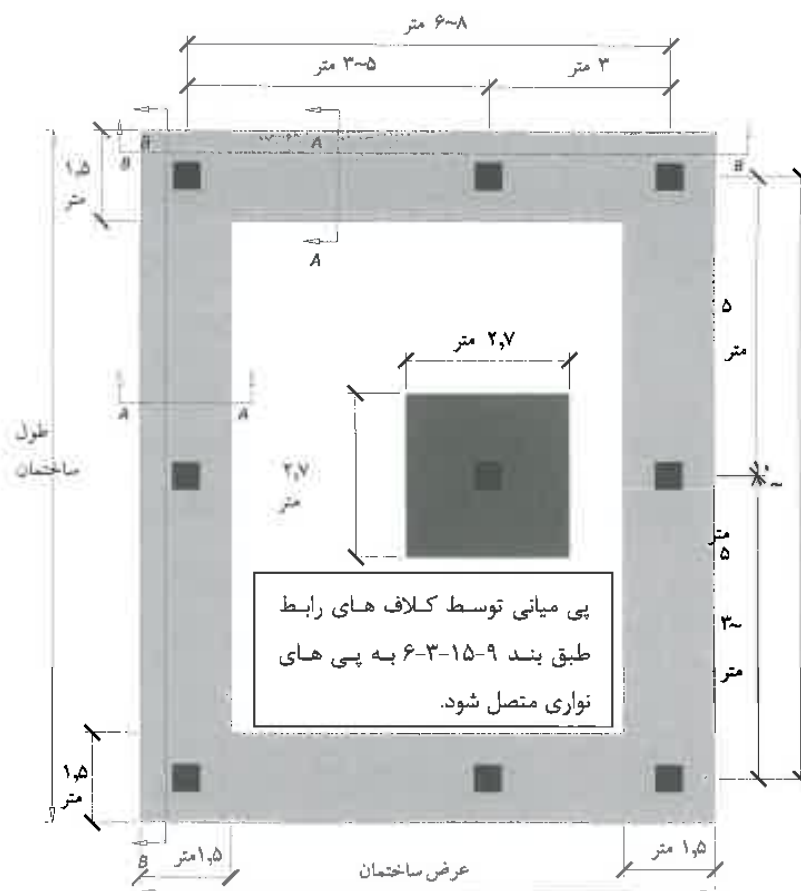 ۶~۸ متر
۳~۵ متر
۳ متر
A
B
B
B
۱,۵
متر
A
۵
متر
۲,۷ متر
A
A
طول
ساختمان
۲,۷
متر
متر
۵
۳~
متر
پی میانی توسط کلاف های رابط
طبق بند ۹-۱۵-۳-۶ به پی های
نواری متصل شود.
۱,۵
متر
B
۱,۵متر
عرض ساختمان
۱,۵ متر